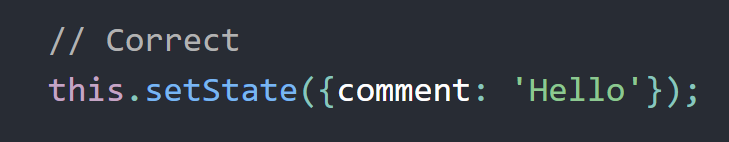 // Correct
this.setState({comment: 'Hello'});